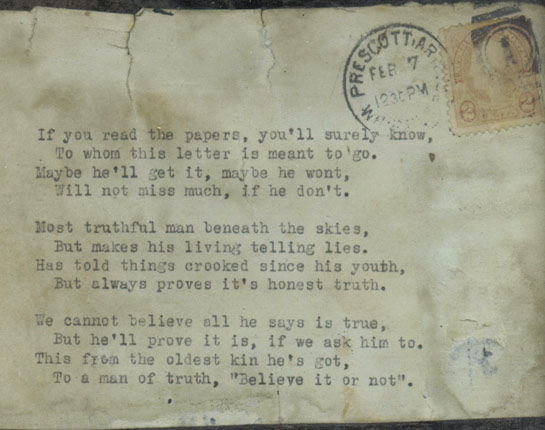 PRESCOTT, AR
FEB 7
1230 PM
If you read the papers, you'll surely know,
To whom this letter is meant to go.
Maybe he'll get it, maybe he wont,
Will not miss much, if he don't.
Most truthful man beneath the skies,
But makes his living telling lies.
Has told things crooked since his youth,
But always proves it's honest truth.
We cannot believe all he says is true,
But he'll prove it is, if we ask him to.
This from the oldest kin he's got,
To a man of truth, "Believe it or not".